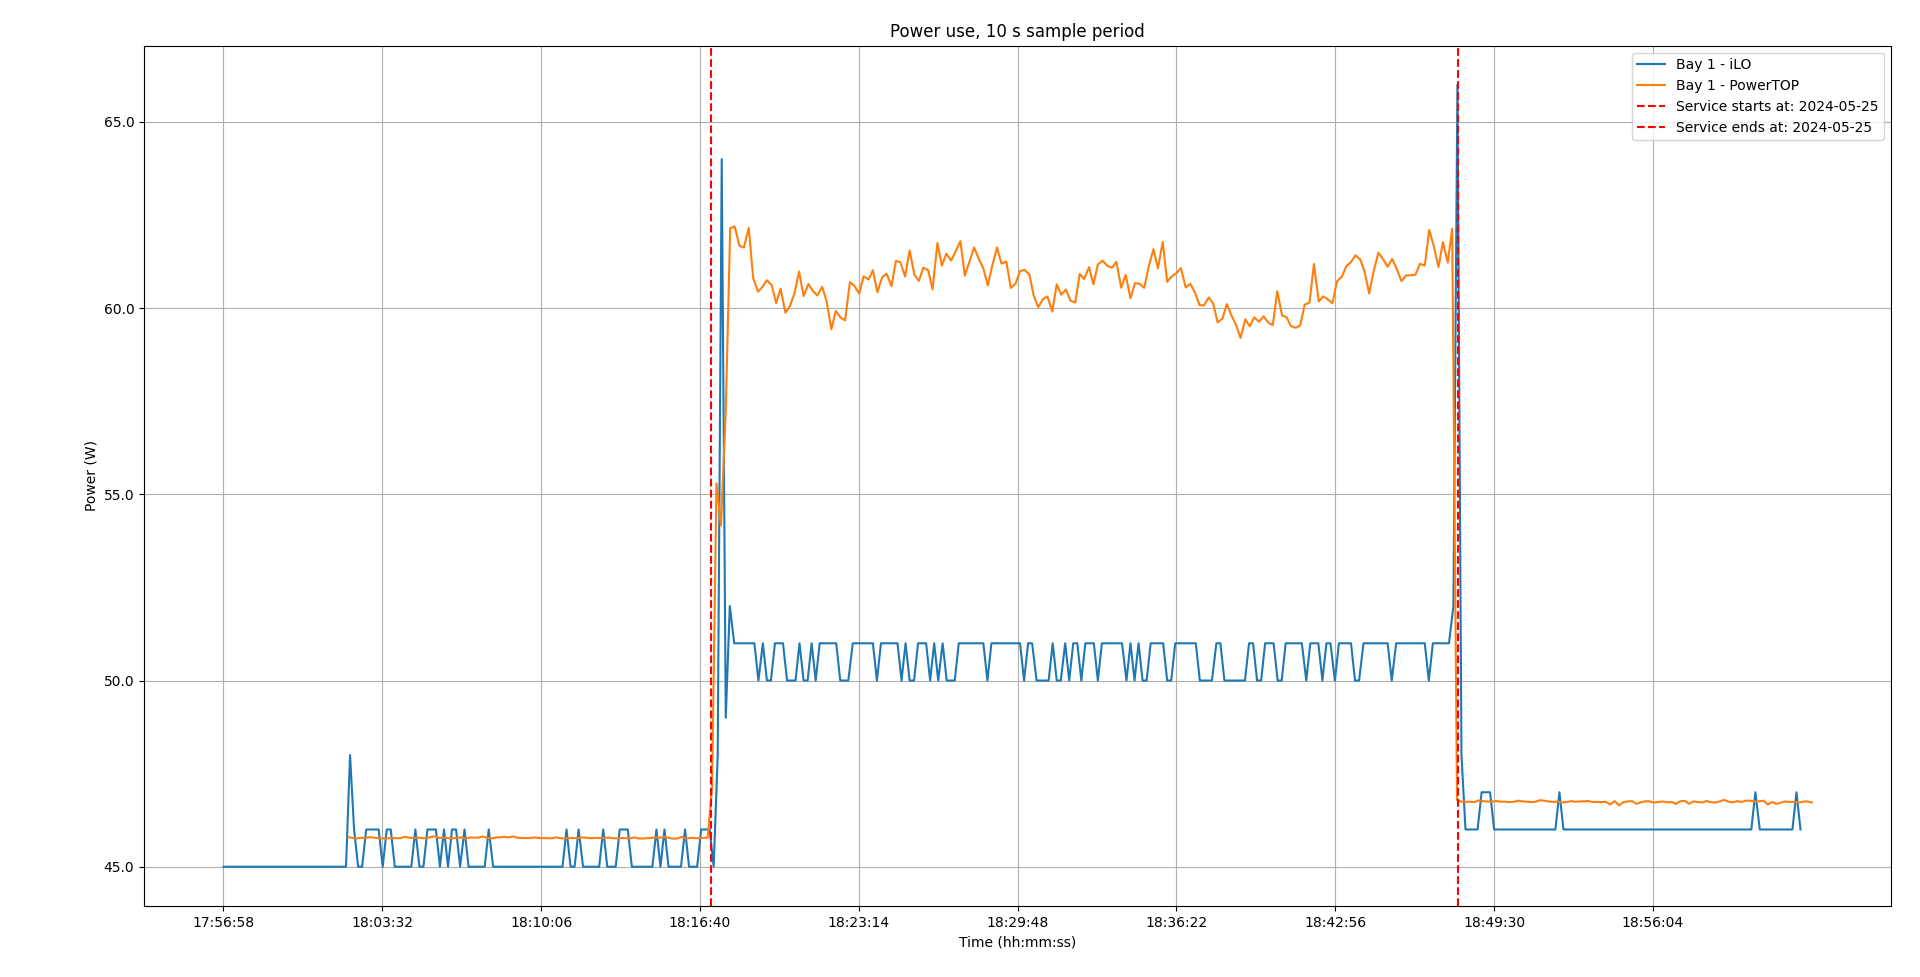 Power use, 10 s sample period
Bay 1 - iLO
Bay 1 - PowerTOP
Service starts at: 2024-05-25
Service ends at: 2024-05-25
65.0
60.0
55.0
50.0
45.0
Power (W)
17:56:58
18:03:32
18:10:06
18:16:40
18:23:14
18:29:48
18:36:22
18:42:56
18:49:30
18:56:04
Time (hh:mm:ss)